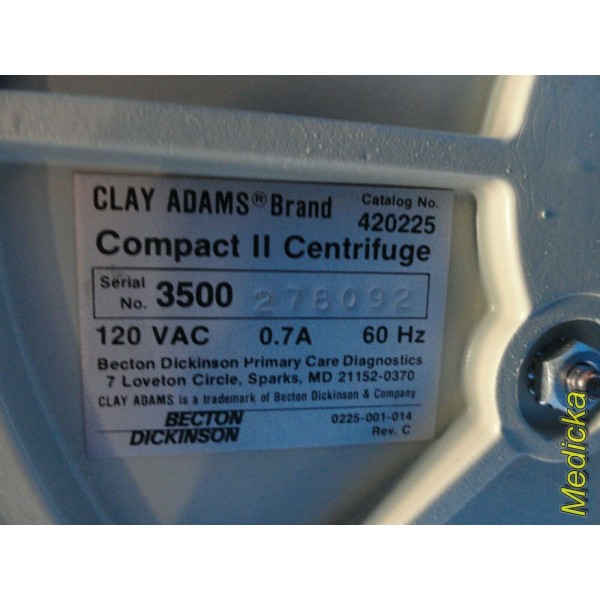 CLAY ADAMS® Brand
Catalog No.
420225
Compact II Centrifuge
Serial No. 3500 278092
120 VAC 0.7A 60 Hz
Becton Dickinson Primary Care Diagnostics
7 Loveton Circle, Sparks, MD 21152-0370
CLAY ADAMS is a trademark of Becton Dickinson & Company
BECTON
DICKINSON
0225-001-014
Rev. C
Medicka